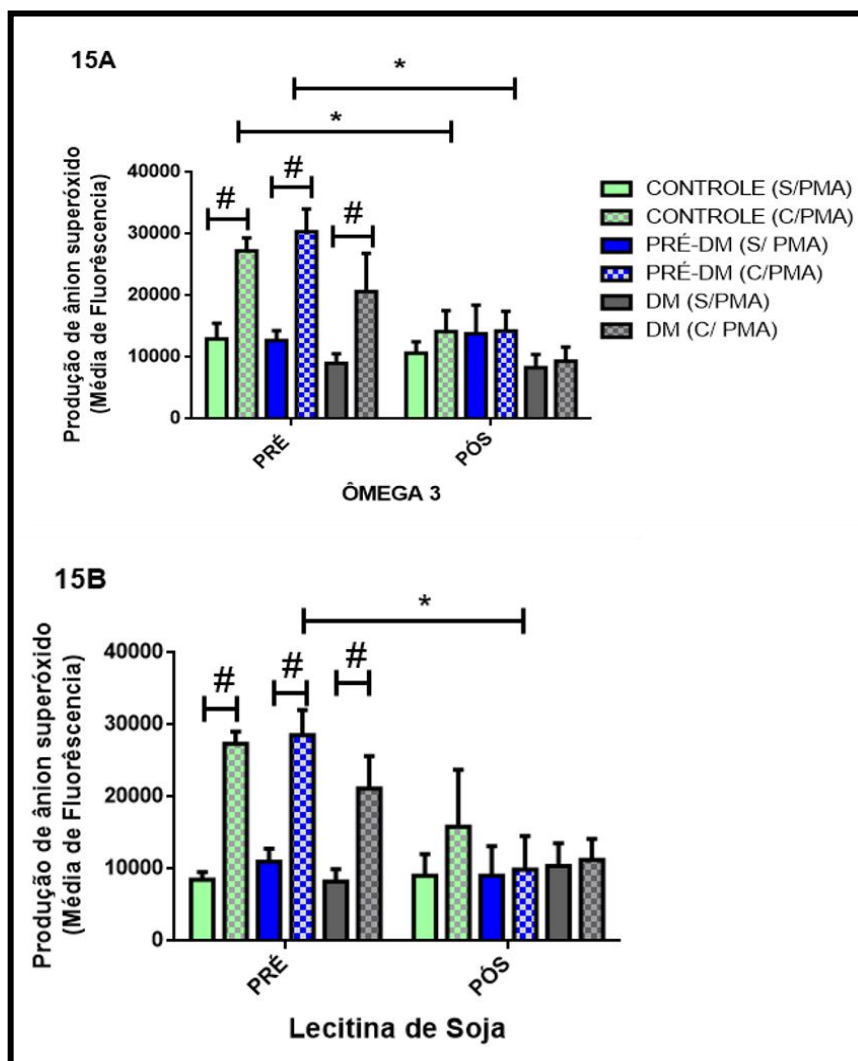 15A
*
*
#
#
#
Produção de ânion superóxido
(Média de Fluorêscencia)
40000
30000
20000
10000
0
PRÉ
PÓS
ÔMEGA 3
CONTROLE (S/PMA)
CONTROLE (C/PMA)
PRÉ-DM (S/ PMA)
PRÉ-DM (C/PMA)
DM (S/PMA)
DM (C/ PMA)
15B
*
#
#
#
Produção de ânion superóxido
(Média de Fluorêscencia)
40000
30000
20000
10000
0
PRÉ
PÓS
Lecitina de Soja